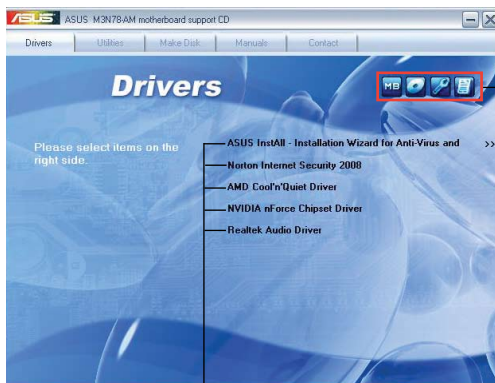 ASUS M3N78-AM motherboard support CD
Drivers Utilities Make Disk Manuals Contact
Drivers
MB
Please select items on the
right side.
ASUS InstAll - Installation Wizard for Anti-Virus and >>
Norton Internet Security 2008
AMD Cool'n'Quiet Driver
NVIDIA nForce Chipset Driver
Realtek Audio Driver